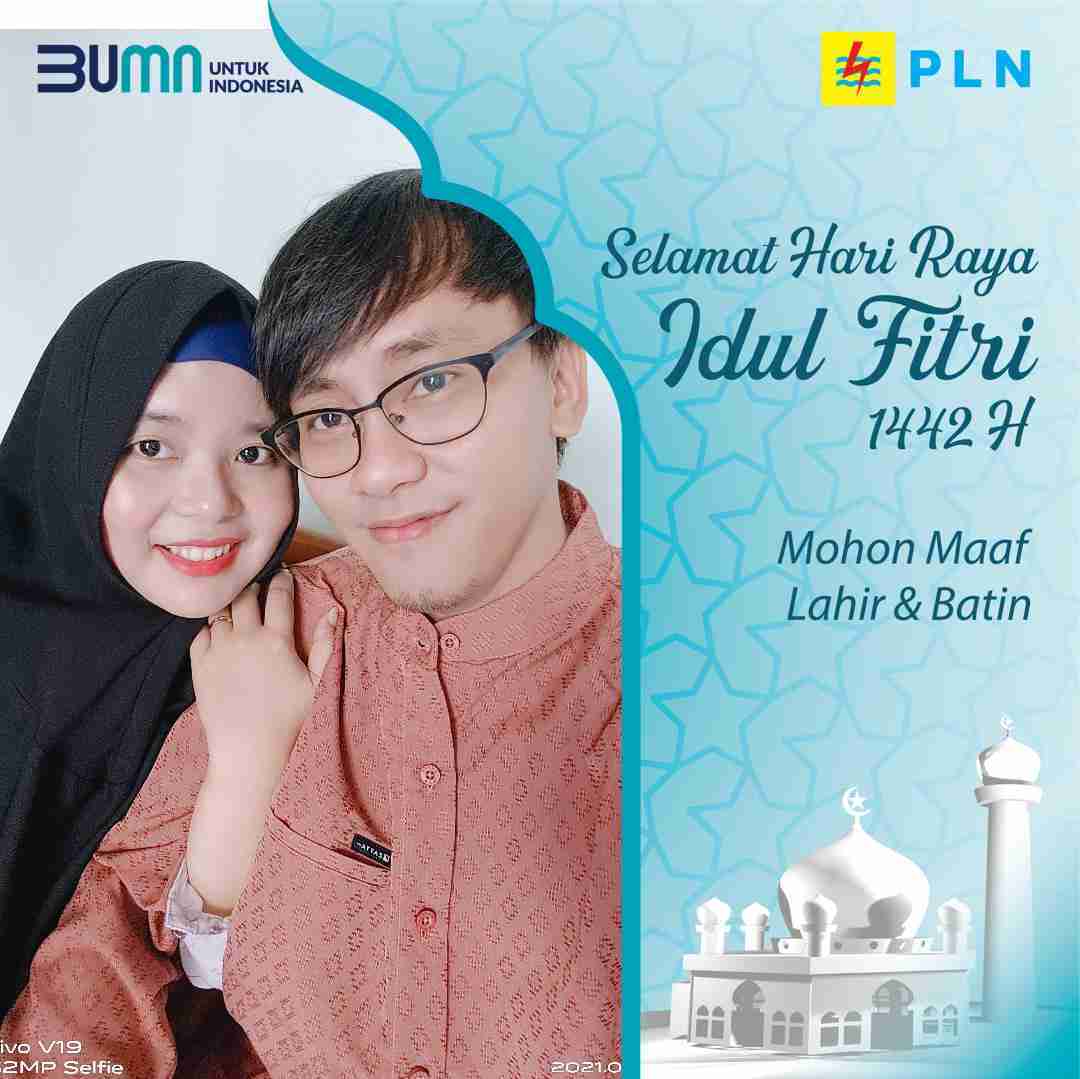 BUMN UNTUK
INDONESIA
PLN
Selamat Hari Raya
Idul Fitri
1442 H
Mohon Maaf
Lahir & Batin
ivo V19
2MP Selfie
2021.0